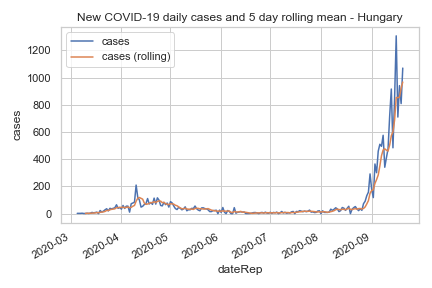 New COVID-19 daily cases and 5 day rolling mean - Hungary
cases
cases (rolling)
1200
1000
800
600
400
200
0
cases
2020-03
2020-04
2020-05
2020-06
2020-07
2020-08
2020-09
dateRep